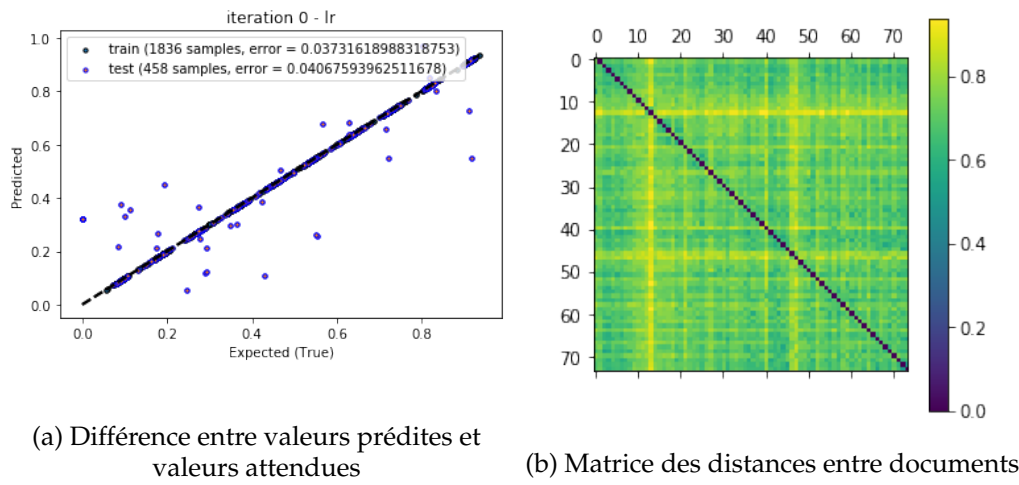 iteration 0 - lr
train (1836 samples, error = 0.03731618988318753)
test (458 samples, error = 0.04067593962511678)
1.0
0.8
0.6
0.4
0.2
0.0
Predicted
0.0 0.2 0.4 0.6 0.8
Expected (True)
(a) Différence entre valeurs prédites et
valeurs attendues
0 10 20 30 40 50 60 70
0
10
20
30
40
50
60
70
0.8
0.6
0.4
0.2
0.0
(b) Matrice des distances entre documents